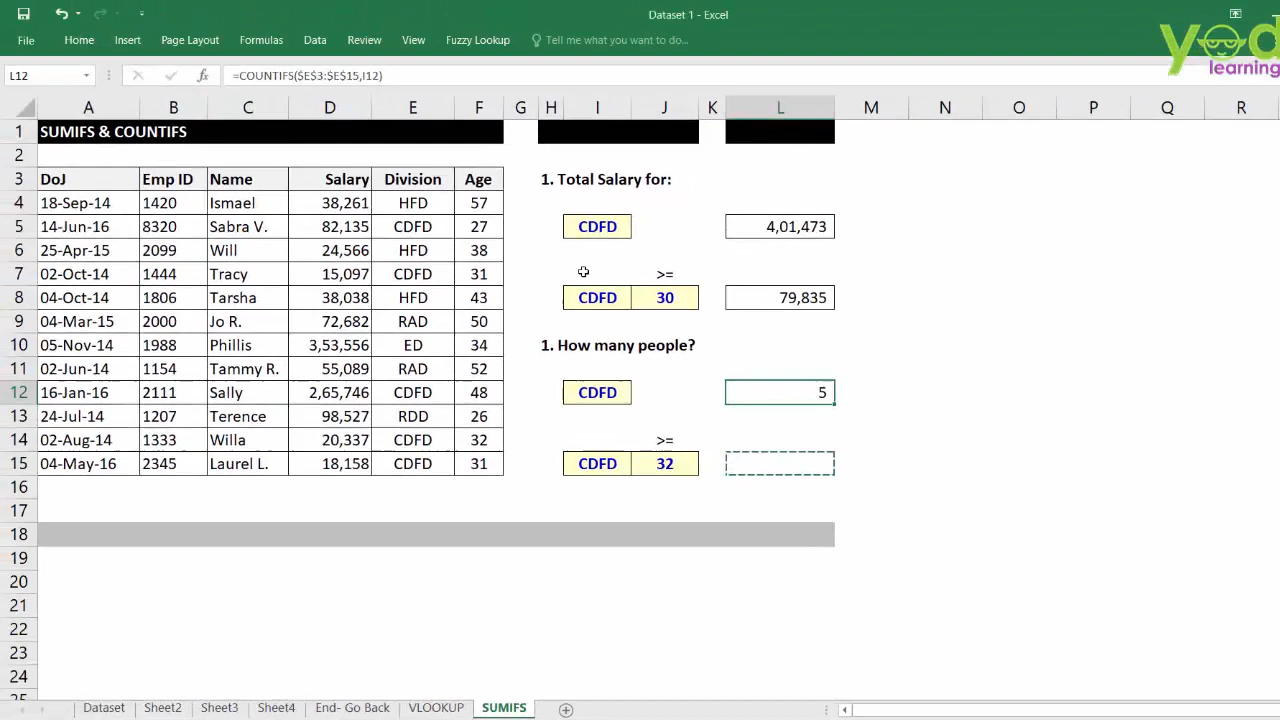 Dataset 1 - Excel
File Home Insert Page Layout Formulas Data Review View Fuzzy Lookup Tell me what you want to do...
learning
L12 fx =COUNTIFS($E$3:$E$15,I12)
A B C D E F G H I J K L M N O P Q R
1 SUMIFS & COUNTIFS
2
3 DoJ Emp ID Name Salary Division Age 1. Total Salary for:
4 18-Sep-14 1420 Ismael 38,261 HFD 57
5 14-Jun-16 8320 Sabra V. 82,135 CDFD 27 CDFD 4,01,473
6 25-Apr-15 2099 Will 24,566 HFD 38
7 02-Oct-14 1444 Tracy 15,097 CDFD 31 >=
8 04-Oct-14 1806 Tarsha 38,038 HFD 43 CDFD 30 79,835
9 04-Mar-15 2000 Jo R. 72,682 RAD 50
10 05-Nov-14 1988 Phillis 3,53,556 ED 34 1. How many people?
11 02-Jun-14 1154 Tammy R. 55,089 RAD 52
12 16-Jan-16 2111 Sally 2,65,746 CDFD 48 CDFD 5
13 24-Jul-14 1207 Terence 98,527 RDD 26
14 02-Aug-14 1333 Willa 20,337 CDFD 32 >=
15 04-May-16 2345 Laurel L. 18,158 CDFD 31 CDFD 32
16
17
18
19
20
21
22
23
24
Dataset Sheet2 Sheet3 Sheet4 End- Go Back VLOOKUP SUMIFS